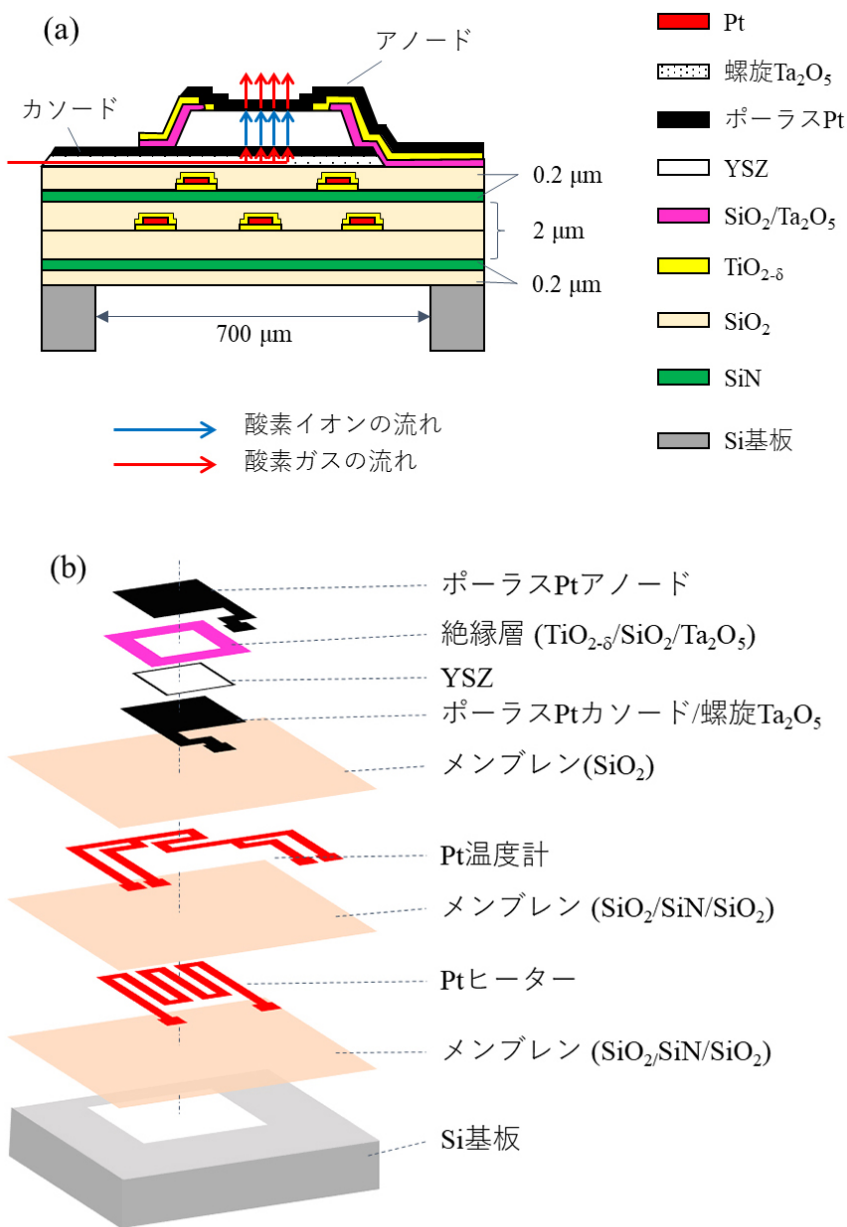 (a)
アノード
カソード
0.2 μm
2 μm
0.2 μm
700 μm
酸素イオンの流れ
酸素ガスの流れ
Pt
螺旋Ta₂O₅
ポーラスPt
YSZ
SiO₂/Ta₂O₅
TiO₂₋δ
SiO₂
SiN
Si基板
(b)
ポーラスPtアノード
絶縁層 (TiO₂₋δ/SiO₂/Ta₂O₅)
YSZ
ポーラスPtカソード/螺旋Ta₂O₅
メンブレン(SiO₂)
Pt温度計
メンブレン (SiO₂/SiN/SiO₂)
Ptヒーター
メンブレン (SiO₂/SiN/SiO₂)
Si基板